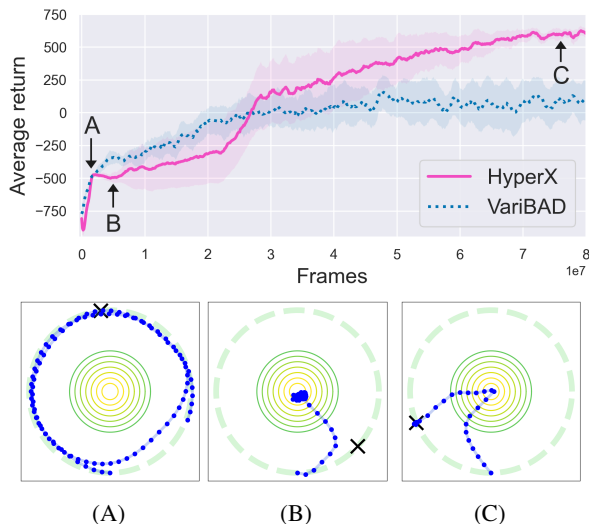 750
500
250
0
−250
−500
−750
Average return
A
B
C
HyperX
VariBAD
0 1 2 3 4 5 6 7 8
Frames
1e7
(A) (B) (C)